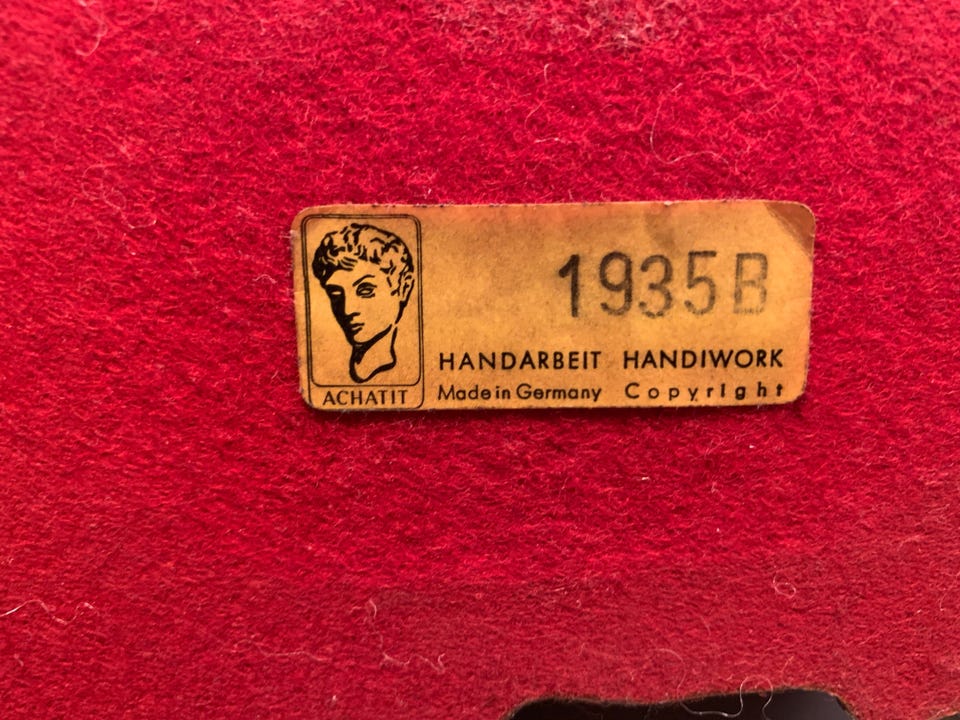 1935B
HANDARBEIT HANDIWORK
ACHATIT
Made in Germany Copyright